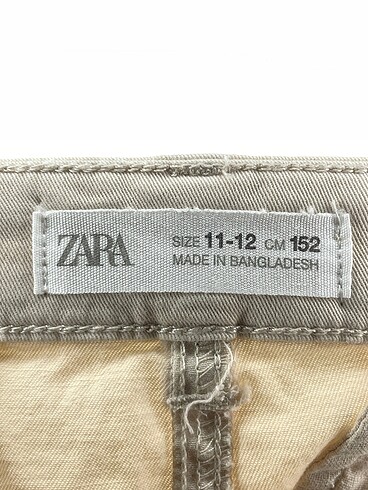 ZARA
SIZE 11-12 CM 152
MADE IN BANGLADESH